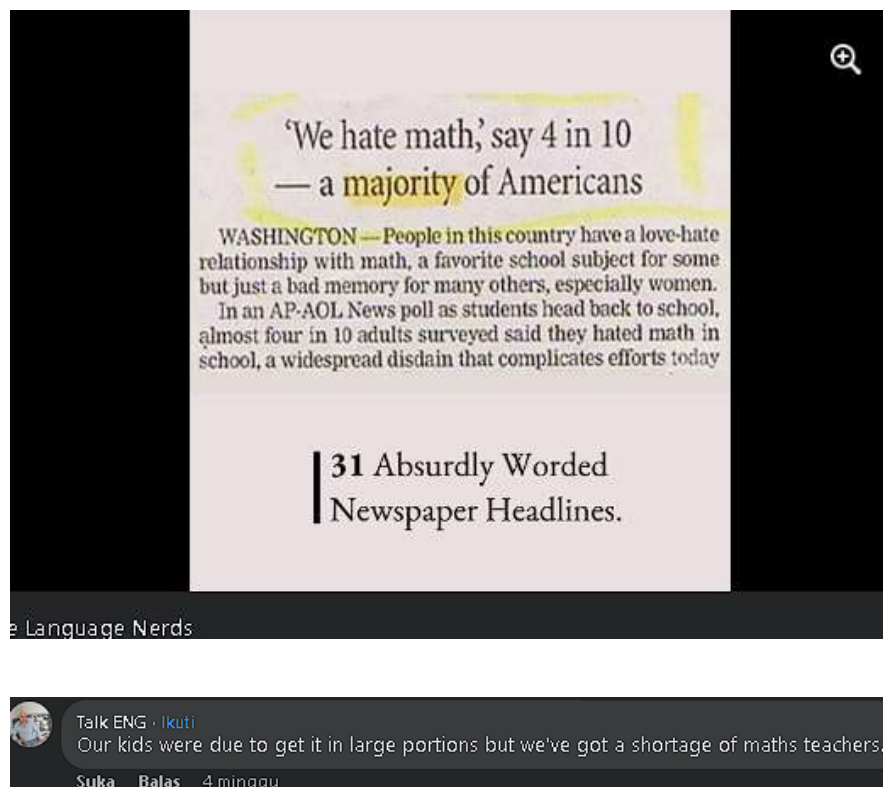 ‘We hate math,’ say 4 in 10
— a majority of Americans
WASHINGTON — People in this country have a love-hate
relationship with math, a favorite school subject for some
but just a bad memory for many others, especially women.
In an AP-AOL News poll as students head back to school,
almost four in 10 adults surveyed said they hated math in
school, a widespread disdain that complicates efforts today
31 Absurdly Worded
Newspaper Headlines.
e Language Nerds
Talk ENG · Ikuti
Our kids were due to get it in large portions but we've got a shortage of maths teachers.
Suka Balas 4 minggu